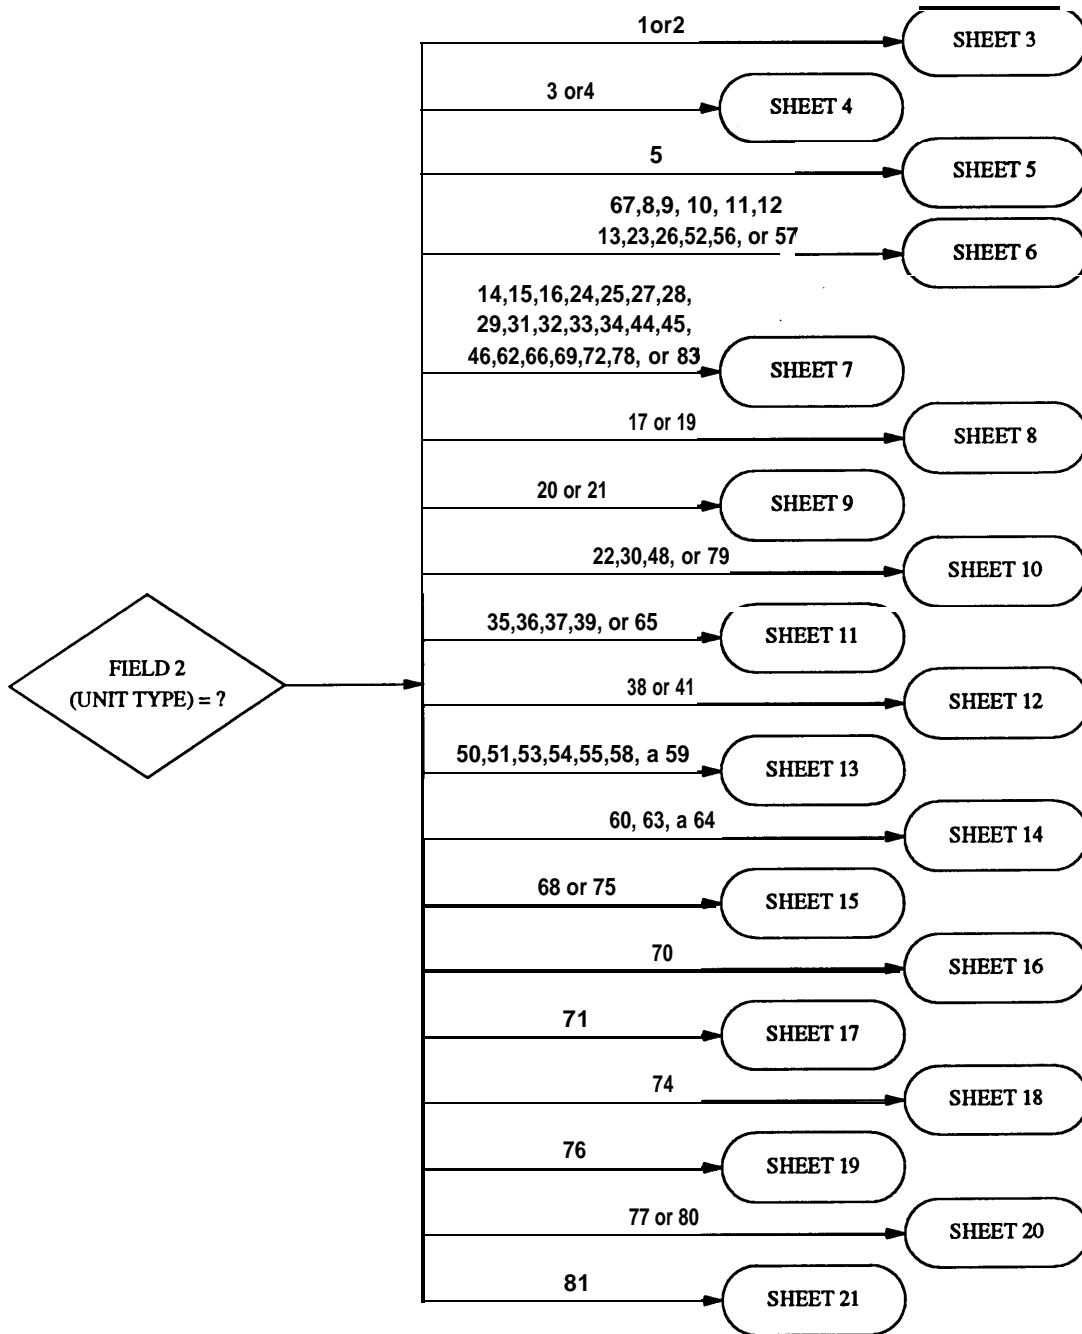 1or2
SHEET 3
3 or4
SHEET 4
5
SHEET 5
67,8,9, 10, 11,12
13,23,26,52,56, or 57
SHEET 6
14,15,16,24,25,27,28,
29,31,32,33,34,44,45,
46,62,66,69,72,78, or 83
SHEET 7
17 or 19
SHEET 8
20 or 21
SHEET 9
22,30,48, or 79
SHEET 10
35,36,37,39, or 65
SHEET 11
FIELD 2
(UNIT TYPE) = ?
38 or 41
SHEET 12
50,51,53,54,55,58, a 59
SHEET 13
60, 63, a 64
SHEET 14
68 or 75
SHEET 15
70
SHEET 16
71
SHEET 17
74
SHEET 18
76
SHEET 19
77 or 80
SHEET 20
81
SHEET 21